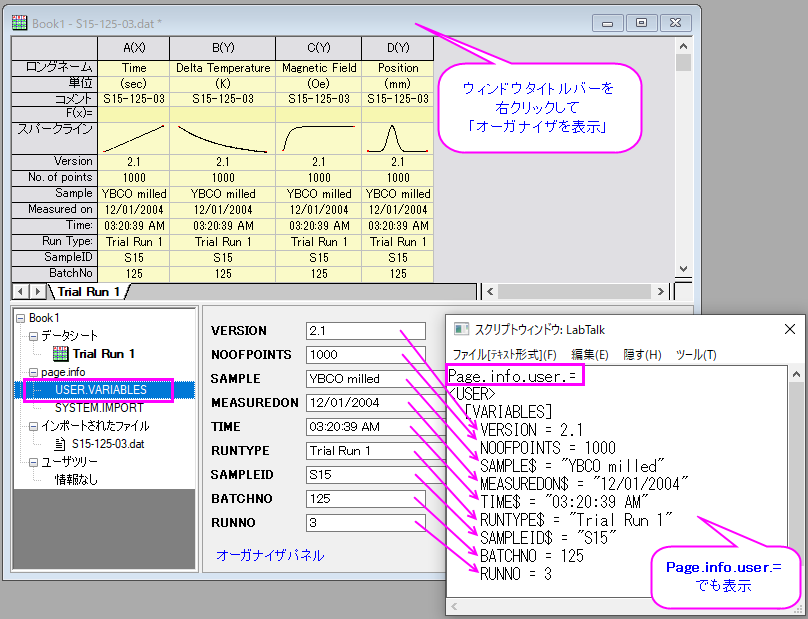 Book1 - S15-125-03.dat *
A(X) B(Y) C(Y) D(Y)
ロングネーム Time Delta Temperature Magnetic Field Position
単位 (sec) (K) (Oe) (mm)
コメント S15-125-03 S15-125-03 S15-125-03 S15-125-03
F(x)=
スパークライン
Version 2.1 2.1 2.1 2.1
No. of points 1000 1000 1000 1000
Sample YBCO milled YBCO milled YBCO milled YBCO milled
Measured on 12/01/2004 12/01/2004 12/01/2004 12/01/2004
Time: 03:20:39 AM 03:20:39 AM 03:20:39 AM 03:20:39 AM
Run Type: Trial Run 1 Trial Run 1 Trial Run 1 Trial Run 1
SampleID S15 S15 S15 S15
BatchNo 125 125 125 125
Trial Run 1
ウィンドウタイトルバーを
右クリックして
「オーガナイザを表示」
Book1
データシート
Trial Run 1
page.info
USER.VARIABLES
SYSTEM.IMPORT
インポートされたファイル
S15-125-03.dat
ユーザツリー
情報なし
VERSION 2.1
NOOFPOINTS 1000
SAMPLE YBCO milled
MEASUREDON 12/01/2004
TIME 03:20:39 AM
RUNTYPE Trial Run 1
SAMPLEID S15
BATCHNO 125
RUNNO 3
オーガナイザパネル
スクリプトウィンドウ: LabTalk
ファイル[テキスト形式](F) 編集(E) 隠す(H) ツール(T)
Page.info.user.=
<USER>
[VARIABLES]
VERSION = 2.1
NOOFPOINTS = 1000
SAMPLE$ = "YBCO milled"
MEASUREDON$ = "12/01/2004"
TIME$ = "03:20:39 AM"
RUNTYPE$ = "Trial Run 1"
SAMPLEID$ = "S15"
BATCHNO = 125
RUNNO = 3
Page.info.user.=
でも表示